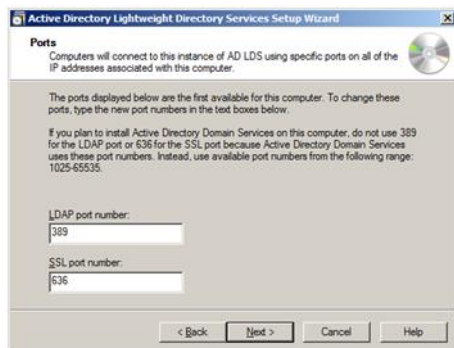 Active Directory Lightweight Directory Services Setup Wizard
Ports
Computers will connect to this instance of AD LDS using specific ports on all of the
IP addresses associated with this computer.
The ports displayed below are the first available for this computer. To change these
ports, type the new port numbers in the text boxes below.
If you plan to install Active Directory Domain Services on this computer, do not use 389
for the LDAP port or 636 for the SSL port because Active Directory Domain Services
uses these port numbers. Instead, use available port numbers from the following range:
1025-65535.
LDAP port number:
389
SSL port number:
636
< Back Next > Cancel Help